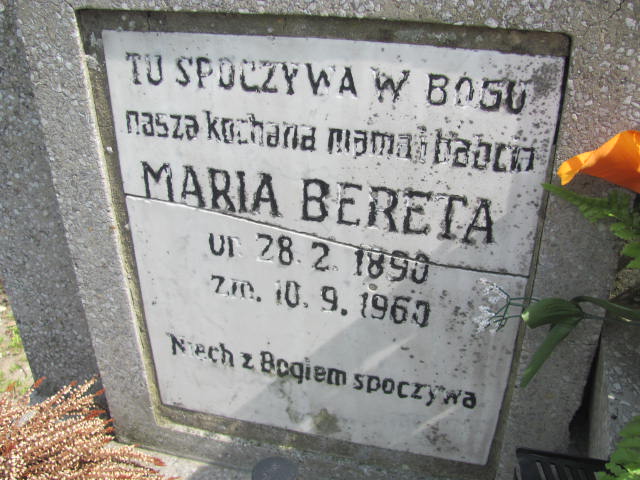 TU SPOCZYWA W BOGU
nasza kochana mama i babcia
MARIA BERETA
ur 28. 2. 1890
zm. 10. 9. 1960
Niech z Bogiem spoczywa